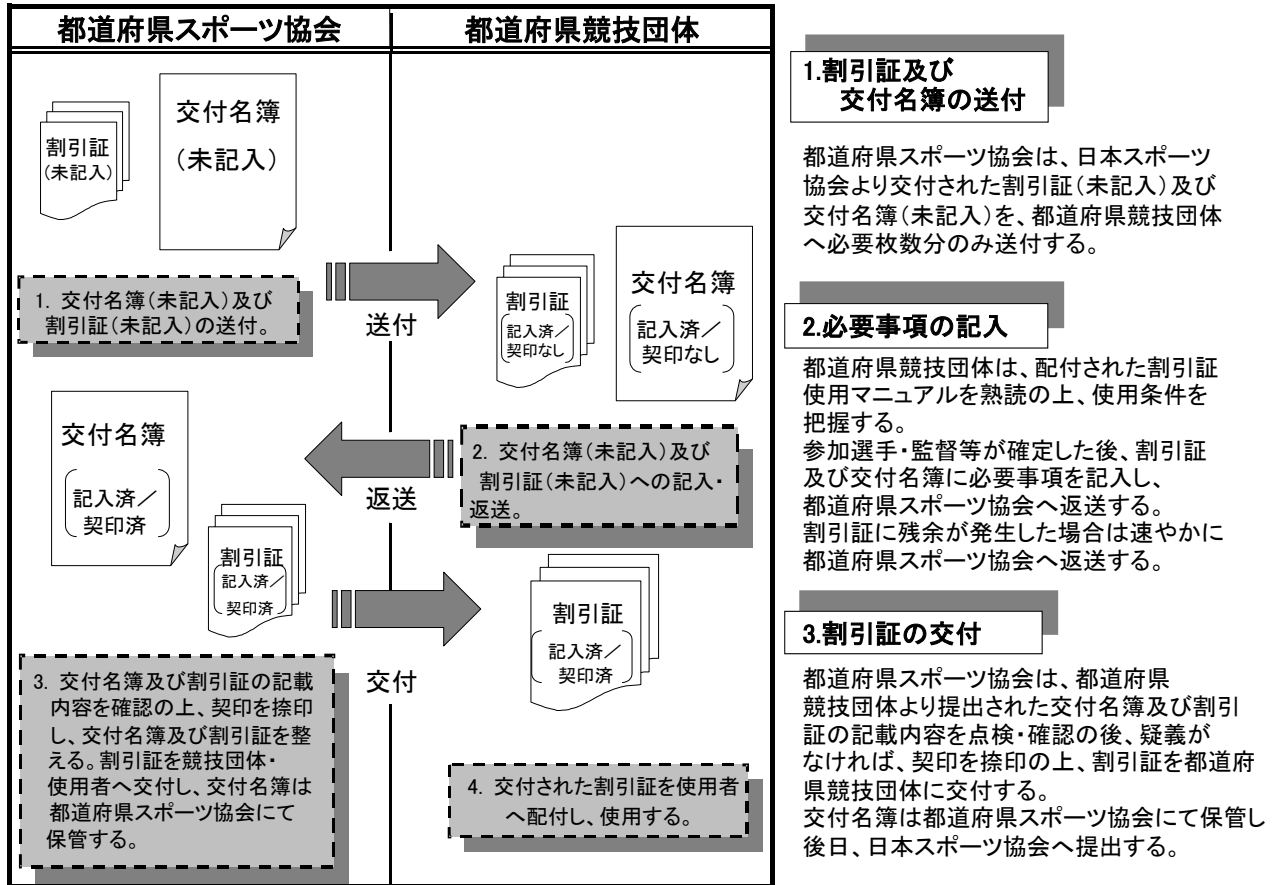 都道府県スポーツ協会
都道府県競技団体
割引証
(未記入)
交付名簿
(未記入)
1. 交付名簿(未記入)及び
割引証(未記入)の送付。
送付
割引証
記入済/
契印なし
交付名簿
記入済/
契印なし
交付名簿
記入済/
契印済
割引証
記入済/
契印済
返送
2. 交付名簿(未記入)及び
割引証(未記入)への記入・
返送。
3. 交付名簿及び割引証の記載
内容を確認の上、契印を捺印
し、交付名簿及び割引証を整
える。割引証を競技団体・
使用者へ交付し、交付名簿は
都道府県スポーツ協会にて
保管する。
交付
割引証
記入済/
契印済
4. 交付された割引証を使用者
へ配付し、使用する。
1.割引証及び
交付名簿の送付
都道府県スポーツ協会は、日本スポーツ
協会より交付された割引証(未記入)及び
交付名簿(未記入)を、都道府県競技団体
へ必要枚数分のみ送付する。
2.必要事項の記入
都道府県競技団体は、配付された割引証
使用マニュアルを熟読の上、使用条件を
把握する。
参加選手・監督等が確定した後、割引証
及び交付名簿に必要事項を記入し、
都道府県スポーツ協会へ返送する。
割引証に残余が発生した場合は速やかに
都道府県スポーツ協会へ返送する。
3.割引証の交付
都道府県スポーツ協会は、都道府県
競技団体より提出された交付名簿及び割引
証の記載内容を点検・確認の後、疑義が
なければ、契印を捺印の上、割引証を都道府
県競技団体に交付する。
交付名簿は都道府県スポーツ協会にて保管し
後日、日本スポーツ協会へ提出する。